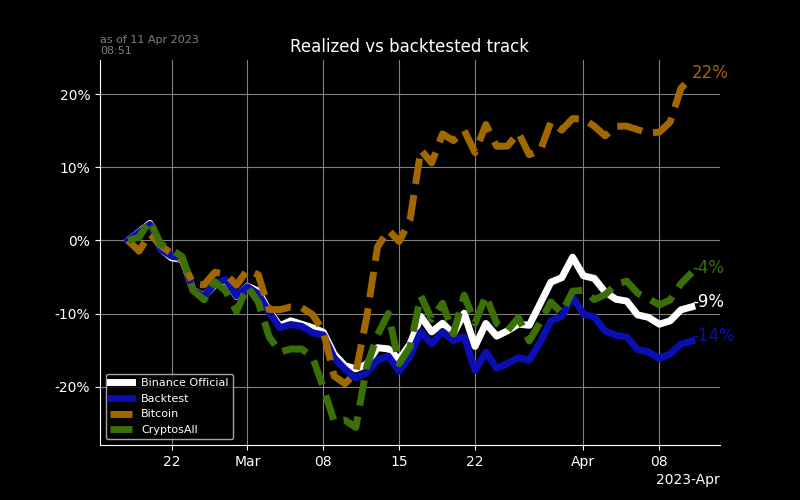 as of 11 Apr 2023
08:51
Realized vs backtested track
22%
20%
10%
0%
-4%
-9%
-10%
-14%
-20%
Binance Official
Backtest
Bitcoin
CryptosAll
22 Mar 08 15 22 Apr 08
2023-Apr